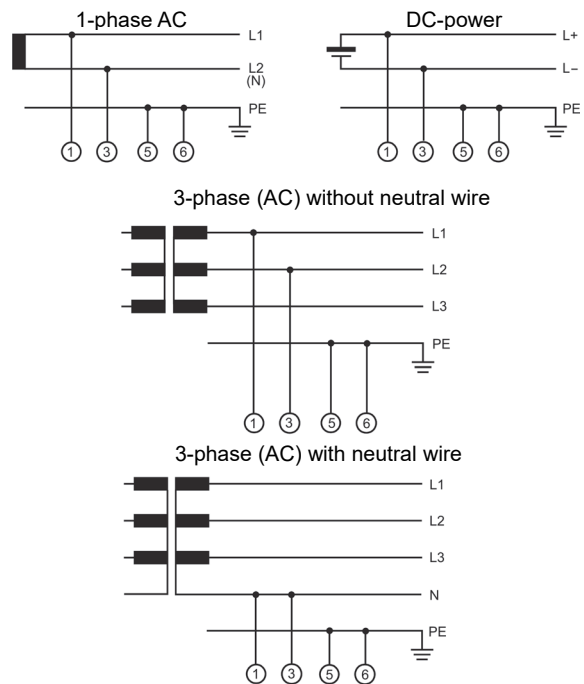 1-phase AC
L1
L2
(N)
PE
1 3 5 6
DC-power
L+
L−
PE
1 3 5 6
3-phase (AC) without neutral wire
L1
L2
L3
PE
1 3 5 6
3-phase (AC) with neutral wire
L1
L2
L3
N
PE
1 3 5 6